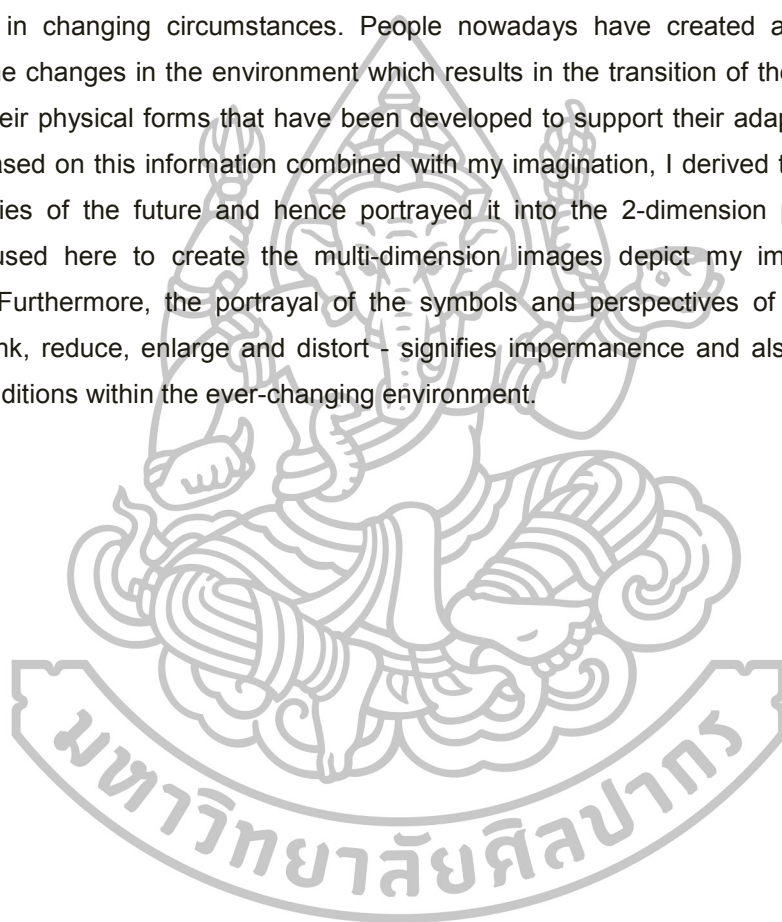 in changing circumstances. People nowadays have created a
changes in the environment which results in the transition of the
eir physical forms that have been developed to support their adap
ased on this information combined with my imagination, I derived t
ies of the future and hence portrayed it into the 2-dimension p
used here to create the multi-dimension images depict my im
Furthermore, the portrayal of the symbols and perspectives of
nk, reduce, enlarge and distort - signifies impermanence and als
ditions within the ever-changing environment.
มหาวิทยาลัยศิลปากร